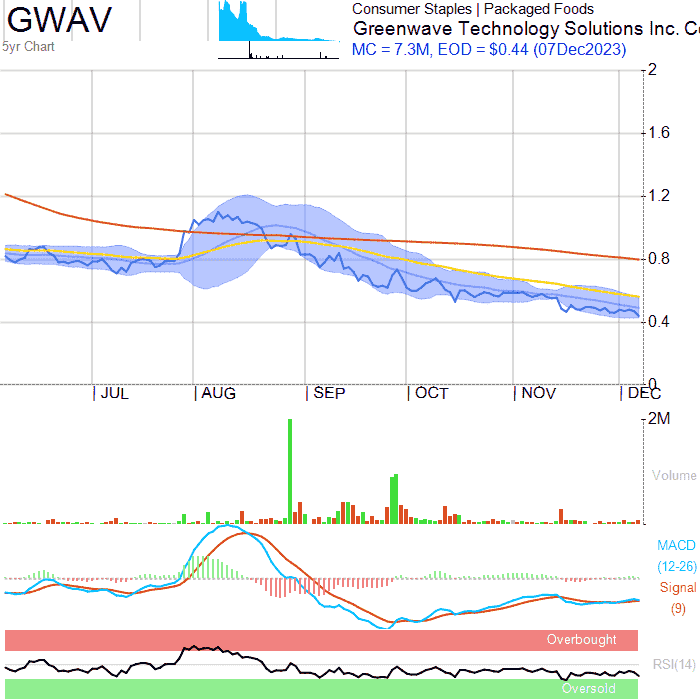 GWAV
5yr Chart
Consumer Staples | Packaged Foods
Greenwave Technology Solutions Inc. Co
MC = 7.3M, EOD = $0.44 (07Dec2023)
2
1.6
1.2
0.8
0.4
0
JUL AUG SEP OCT NOV DEC
2M
Volume
MACD
(12-26)
Signal
(9)
Overbought
RSI(14)
Oversold